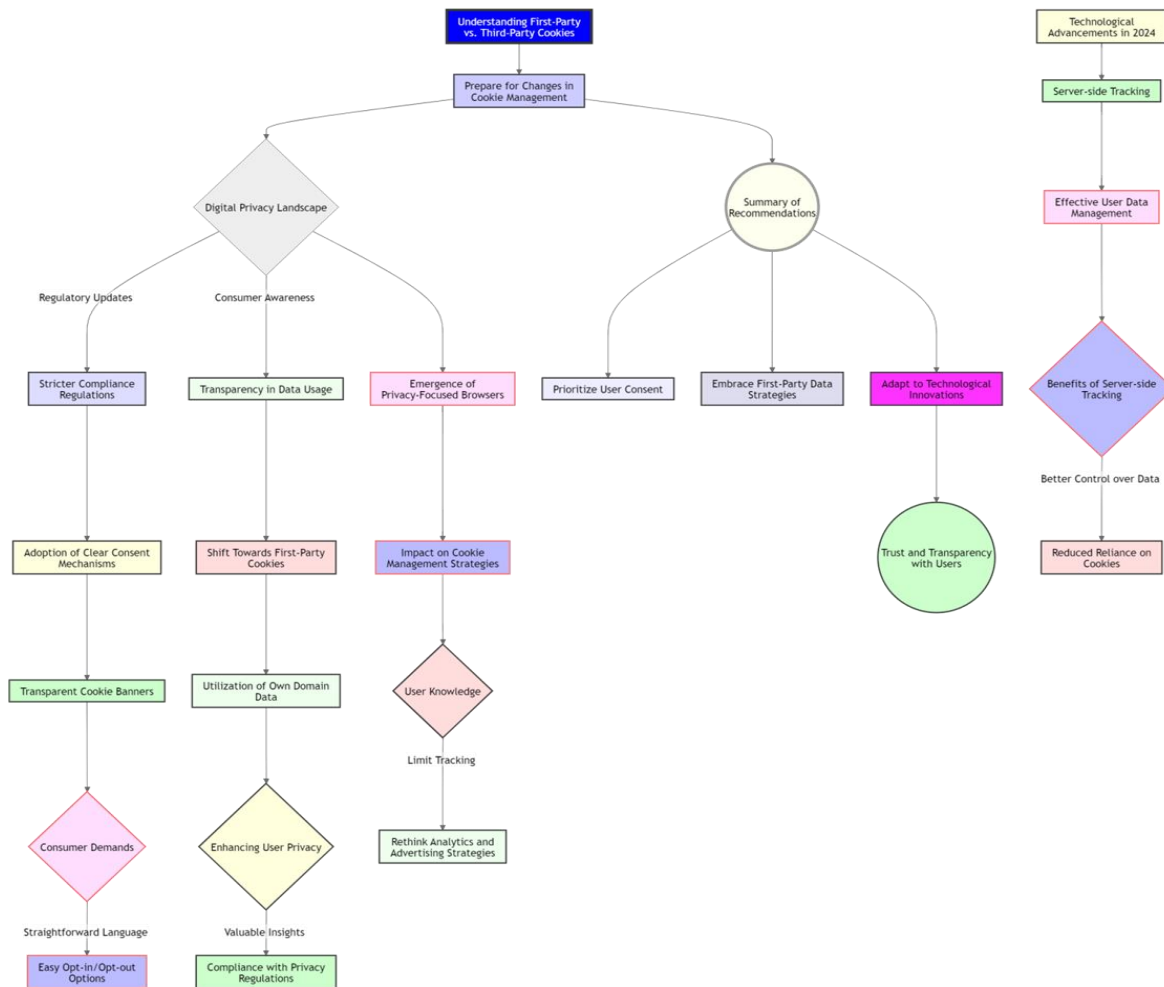 Understanding First-Party
vs. Third-Party Cookies
Prepare for Changes in
Cookie Management
Digital Privacy Landscape
Summary of
Recommendations
Regulatory Updates
Consumer Awareness
Stricter Compliance
Regulations
Transparency in Data Usage
Emergence of
Privacy-Focused Browsers
Prioritize User Consent
Embrace First-Party Data
Strategies
Adapt to Technological
Innovations
Adoption of Clear Consent
Mechanisms
Shift Towards First-Party
Cookies
Impact on Cookie
Management Strategies
Trust and Transparency
with Users
Transparent Cookie Banners
Utilization of Own Domain
Data
User Knowledge
Limit Tracking
Consumer Demands
Enhancing User Privacy
Rethink Analytics and
Advertising Strategies
Straightforward Language
Valuable Insights
Easy Opt-in/Opt-out
Options
Compliance with Privacy
Regulations
Technological
Advancements in 2024
Server-side Tracking
Effective User Data
Management
Benefits of Server-side
Tracking
Better Control over Data
Reduced Reliance on
Cookies